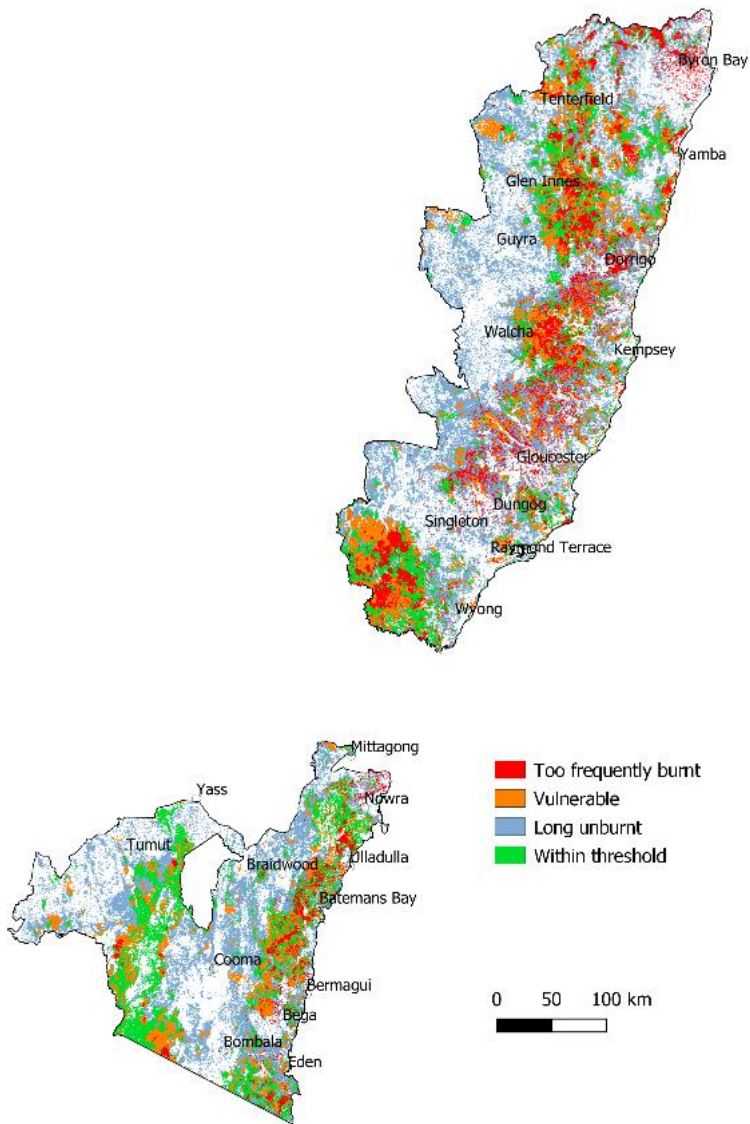 Byron Bay
Tenterfield
Yamba
Glen Innes
Guyra
Dorrigo
Walcha
Kempsey
Gloucester
Dungog
Singleton
Raymond Terrace
Wyong
Mittagong
Yass
Nowra
Tumut
Braidwood
Ulladulla
Batemans Bay
Cooma
Bermagui
Bega
Bombala
Eden
Too frequently burnt
Vulnerable
Long unburnt
Within threshold
0 50 100 km